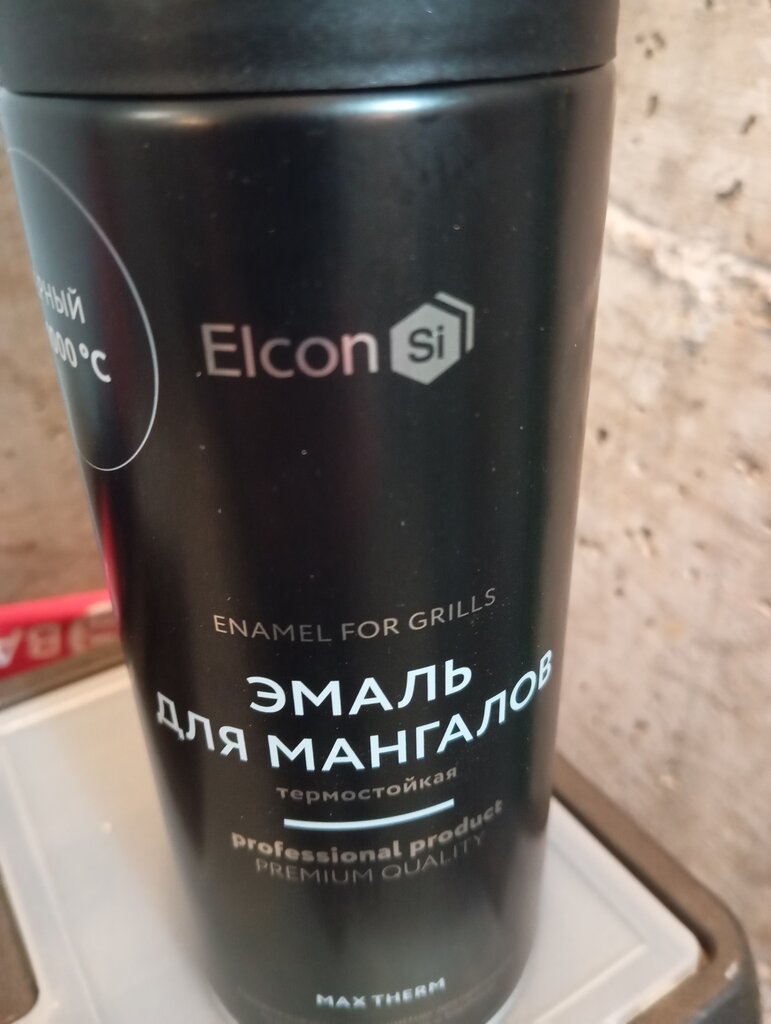 Elcon Si
ENAMEL FOR GRILLS
ЭМАЛЬ
ДЛЯ МАНГАЛОВ
термостойкая
professional product
PREMIUM QUALITY
MAX THERM